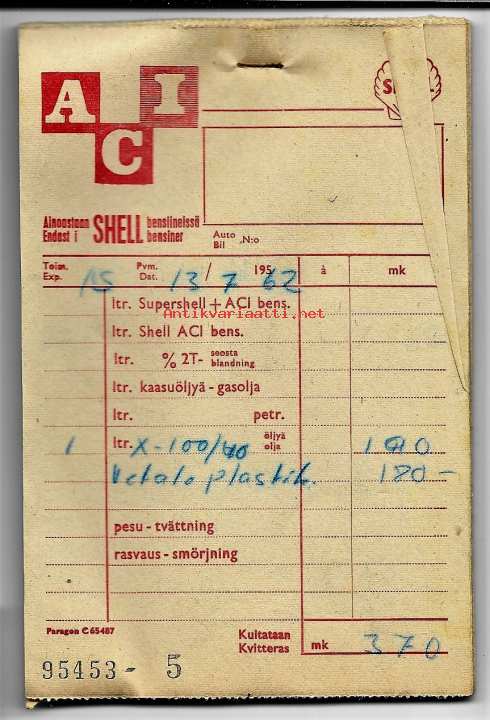 A C I
Ainoastaan SHELL bensiineissä
Endast i bensiner
Auto
Bil N:o
Toim. Exp. 15 Pvm. Dat. 13 / 7 195 62 à mk
Antikvariaatti.net
ltr. Supershell + ACI bens.
ltr. Shell ACI bens.
ltr. % 2T- seosta blandning
ltr. kaasuöljyä - gasolja
ltr. petr.
1 ltr. X-100/40 öljyä olja 190
180 -
pesu - tvättning
rasvaus - smörjning
Paragon C 65487
Kuitataan
Kvitteras mk 370
95453 - 5